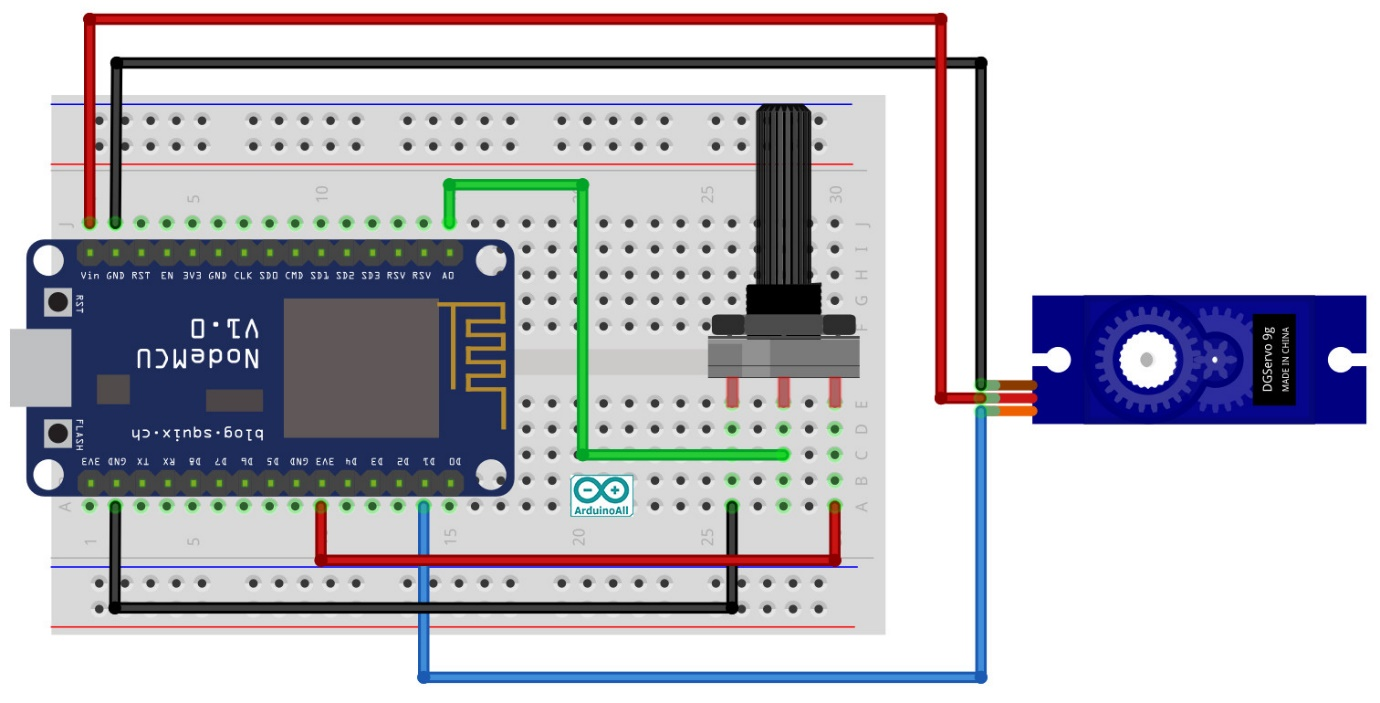 5 10 20 25 30
J J
I
H
G
F
Vin GND RST EN 3V3 GND CLK SD0 CMD SD1 SD2 SD3 RSV RSV A0
RST
NodeMCU
V1.0
blog.squix.ch
FLASH
3V3 GND TX RX D8 D7 D6 D5 GND 3V3 D4 D3 D2 D1 D0
E
D
C
B
A A
ArduinoAll
1 5 15 20 25
DGServo 9g
MADE IN CHINA